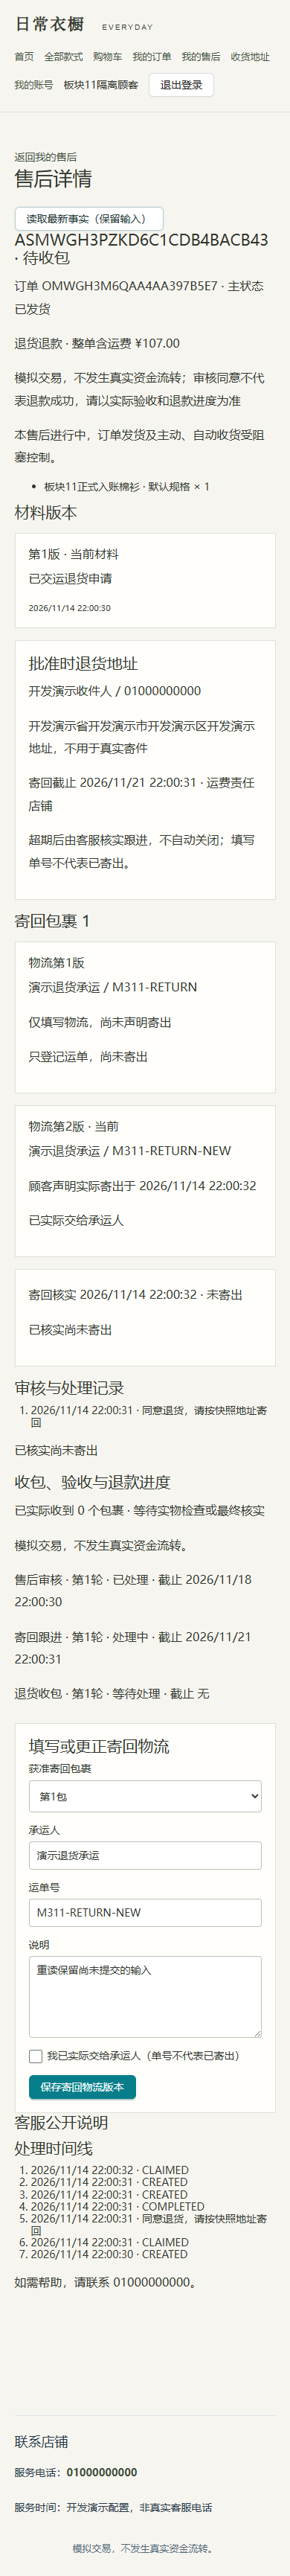 日常衣橱 EVERYDAY
首页 全部款式 购物车 我的订单 我的售后 收货地址
我的账号 板块11隔离顾客 退出登录
返回我的售后
售后详情
读取最新事实（保留输入）
ASMWGH3PZKD6C1CDB4BACB43
· 待收包
订单 OMWGH3M6QAA4AA397B5E7 · 主状态
已发货
退货退款 · 整单含运费 ¥107.00
模拟交易，不发生真实资金流转；审核同意不代
表退款成功，请以实际验收和退款进度为准
本售后进行中，订单发货及主动、自动收货受阻
塞控制。
• 板块11正式入账棉衫 · 默认规格 × 1
材料版本
第1版 · 当前材料
已交运退货申请
2026/11/14 22:00:30
批准时退货地址
开发演示收件人 / 01000000000
开发演示省开发演示市开发演示区开发演示
地址，不用于真实寄件
寄回截止 2026/11/21 22:00:31 · 运费责任
店铺
超期后由客服核实跟进，不自动关闭；填写
单号不代表已寄出。
寄回包裹 1
物流第1版
演示退货承运 / M311-RETURN
仅填写物流，尚未声明寄出
只登记运单，尚未寄出
物流第2版 · 当前
演示退货承运 / M311-RETURN-NEW
顾客声明实际寄出于 2026/11/14 22:00:32
已实际交给承运人
寄回核实 2026/11/14 22:00:32 · 未寄出
已核实尚未寄出
审核与处理记录
1. 2026/11/14 22:00:31 · 同意退货，请按快照地址寄
回
已核实尚未寄出
收包、验收与退款进度
已实际收到 0 个包裹 · 等待实物检查或最终核实
模拟交易，不发生真实资金流转。
售后审核 · 第1轮 · 已处理 · 截止 2026/11/18
22:00:30
寄回跟进 · 第1轮 · 处理中 · 截止 2026/11/21
22:00:31
退货收包 · 第1轮 · 等待处理 · 截止 无
填写或更正寄回物流
获准寄回包裹
第1包
承运人
演示退货承运
运单号
M311-RETURN-NEW
说明
重读保留尚未提交的输入
我已实际交给承运人（单号不代表已寄出）
保存寄回物流版本
客服公开说明
处理时间线
1. 2026/11/14 22:00:32 · CLAIMED
2. 2026/11/14 22:00:31 · CREATED
3. 2026/11/14 22:00:31 · CREATED
4. 2026/11/14 22:00:31 · COMPLETED
5. 2026/11/14 22:00:31 · 同意退货，请按快照地址寄
回
6. 2026/11/14 22:00:31 · CLAIMED
7. 2026/11/14 22:00:30 · CREATED
如需帮助，请联系 01000000000。
联系店铺
服务电话：01000000000
服务时间：开发演示配置，非真实客服电话
模拟交易，不发生真实资金流转。